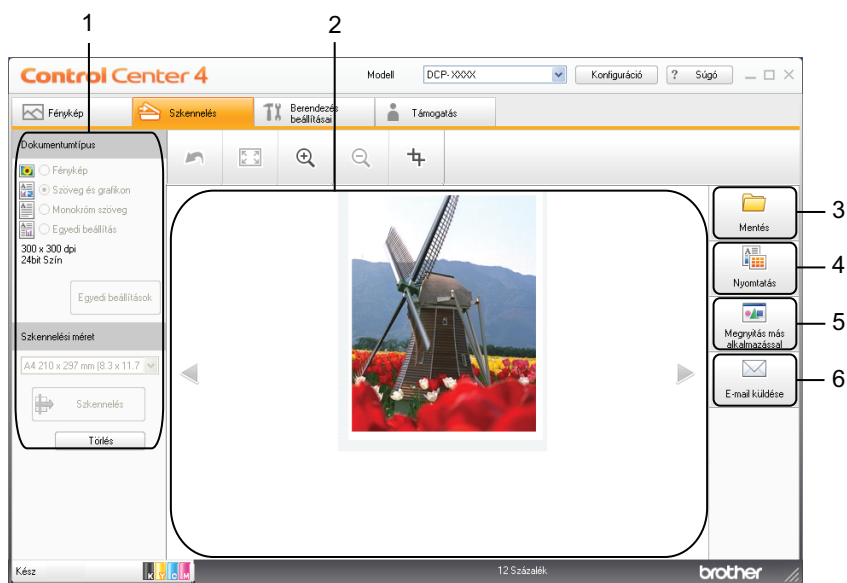 1
2
Control Center 4
Modell
DCP-XXXX
Konfiguráció
? Súgó
Fénykép
Szkennelés
Berendezés
beállításai
Támogatás
Dokumentumtípus
Fénykép
Szöveg és grafikon
Monokróm szöveg
Egyedi beállítás
300 x 300 dpi
24bit Szín
Egyedi beállítások
Szkennelési méret
A4 210 x 297 mm (8.3 x 11.7
Szkennelés
Törlés
Mentés
3
Nyomtatás
4
Megnyitás más
alkalmazással
5
E-mail küldése
6
Kész
K Y C M
12 Százalék
brother